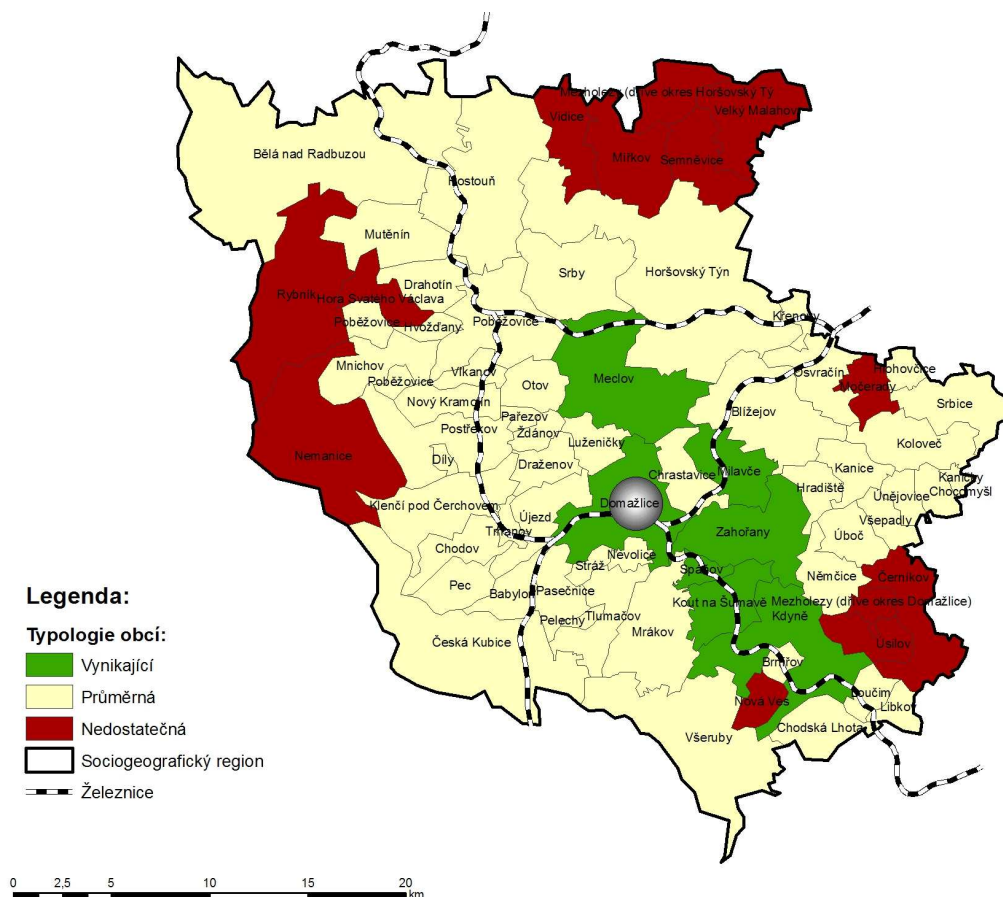 Mezholezy (dříve okres Horšovský Tý
Vidice
Velký Malahov
Mířkov
Semněvice
Bělá nad Radbuzou
Hostouň
Mutěnín
Srby
Horšovský Týn
Drahotín
Rybník
Hora Svatého Václava
Poběžovice
Hvožďany
Poběžovice
Křenovy
Mnichov
Vlkanov
Osvračín
Hlohovčice
Močerady
Poběžovice
Otov
Meclov
Srbice
Nový Kramolín
Blížejov
Pařezov
Postřekov
Ždánov
Luženičky
Koloveč
Nemanice
Díly
Draženov
Chrastavice
Milavče
Kanice
Kaničky
Hradiště
Chocomyšl
Únějovice
Klenčí pod Čerchovem
Domažlice
Újezd
Všepadly
Trhanov
Zahořany
Úboč
Chodov
Nevolice
Stráž
Spáňov
Němčice
Černíkov
Pec
Babylon
Pasečnice
Kout na Šumavě
Mezholezy (dříve okres Domažlice)
Kdyně
Pelechy
Tlumačov
Mrákov
Úsilov
Česká Kubice
Brnířov
Nová Ves
Loučim
Libkov
Chodská Lhota
Všeruby
Legenda:
Typologie obcí:
Vynikající
Průměrná
Nedostatečná
Sociogeografický region
Železnice
0 2,5 5 10 15 20
km